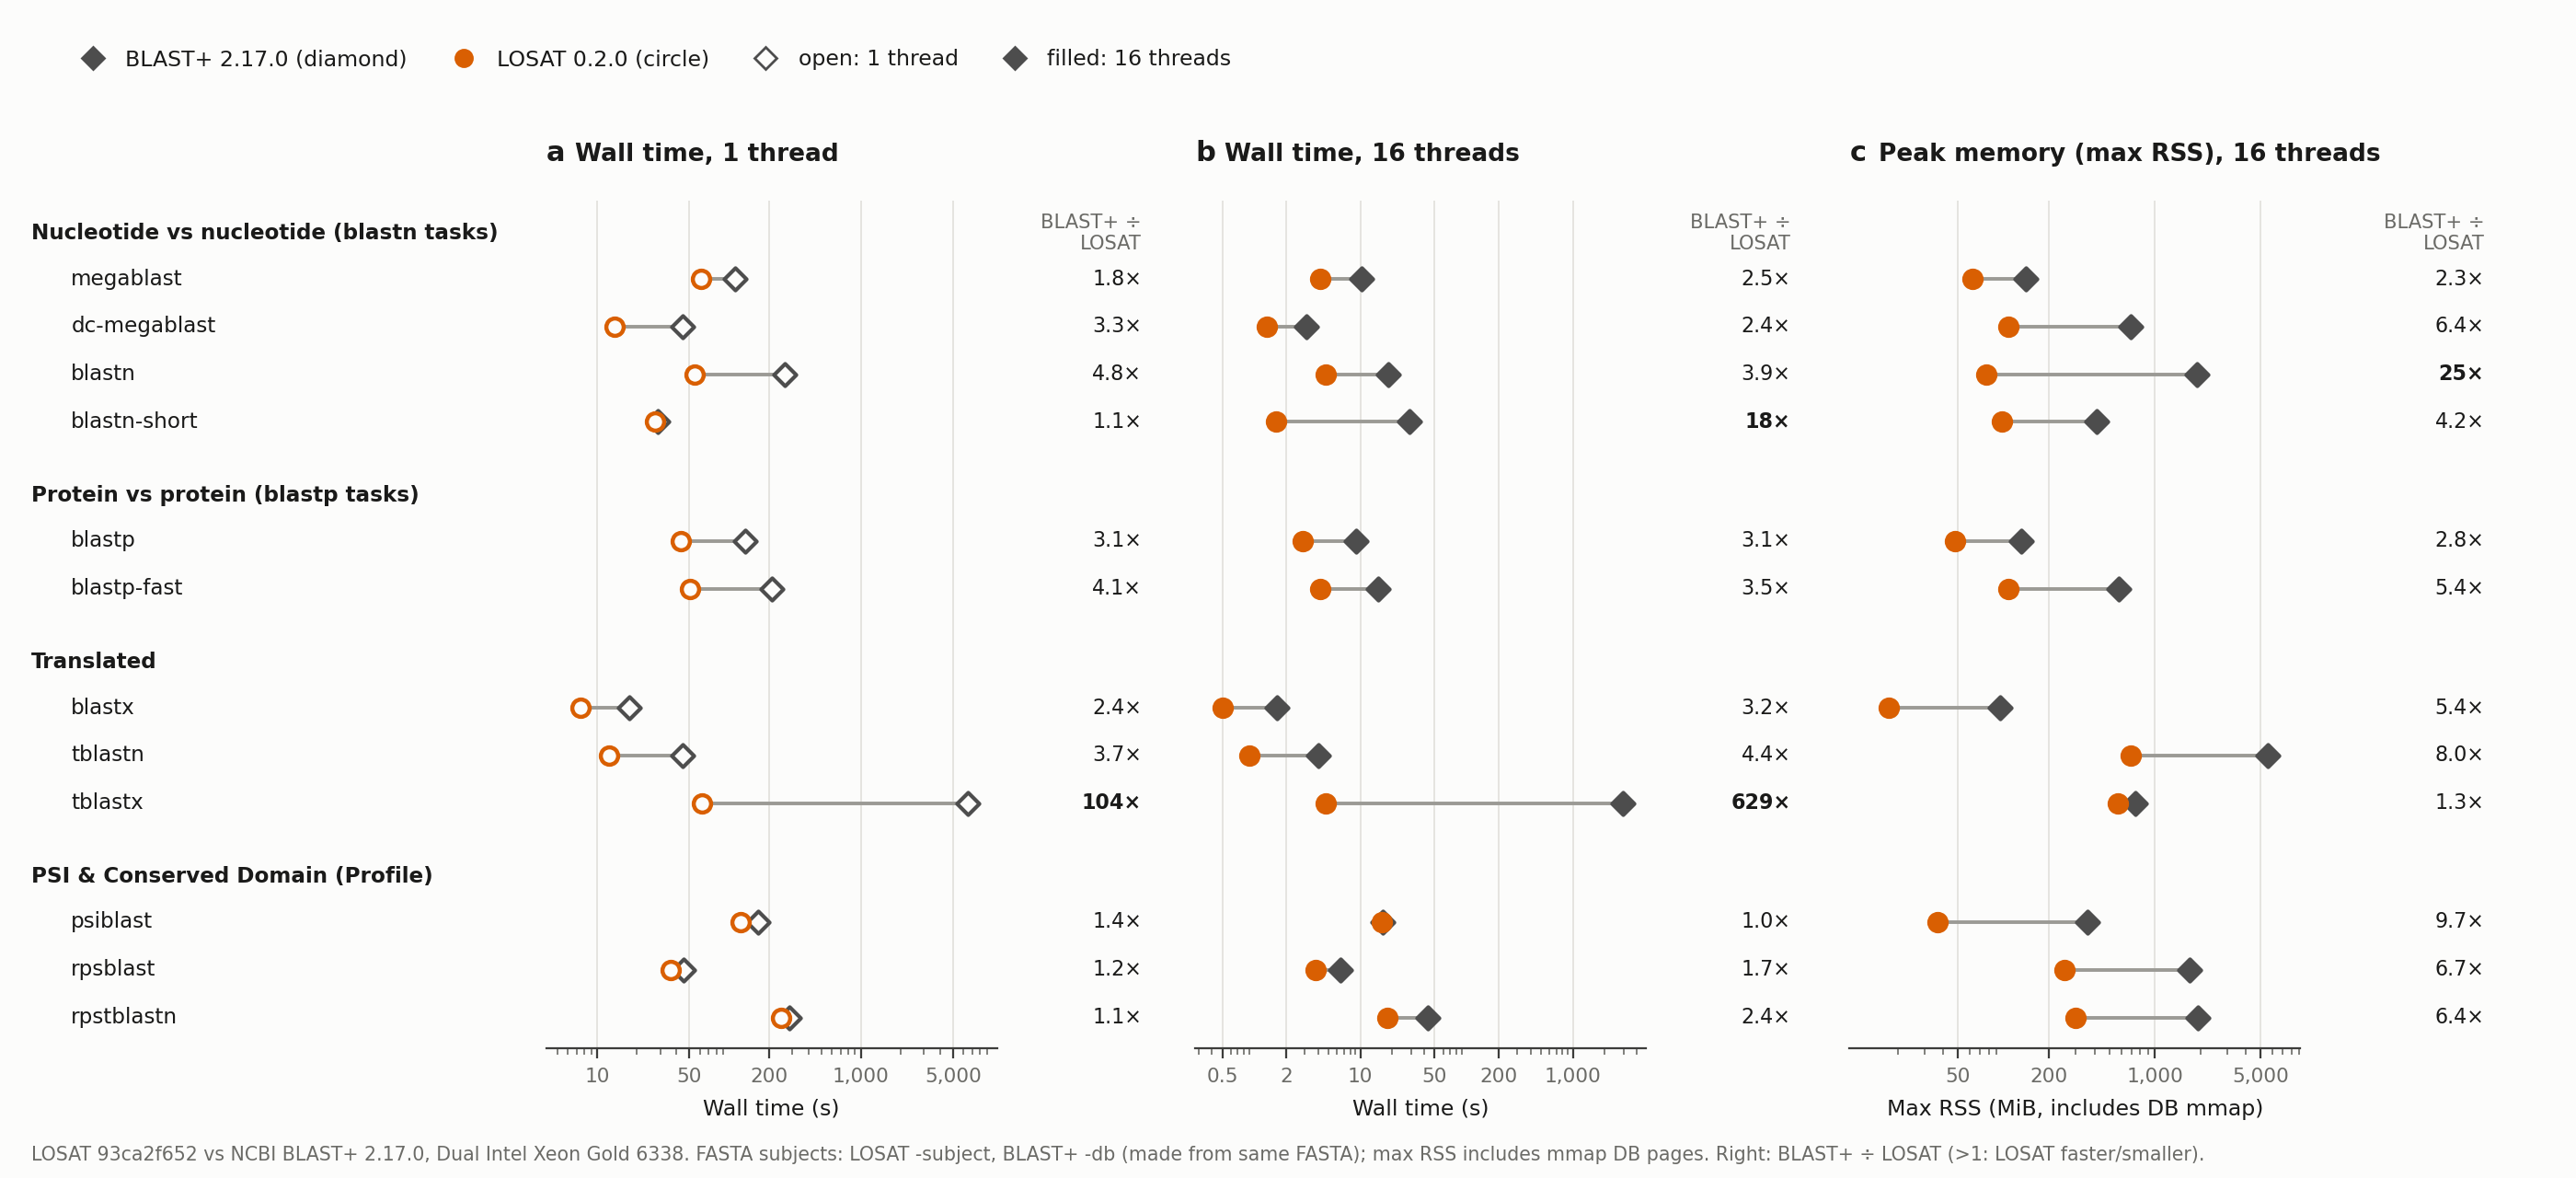 BLAST+ 2.17.0 (diamond) LOSAT 0.2.0 (circle) open: 1 thread filled: 16 threads
a Wall time, 1 thread b Wall time, 16 threads c Peak memory (max RSS), 16 threads
Nucleotide vs nucleotide (blastn tasks)
BLAST+ ÷ BLAST+ ÷ BLAST+ ÷
LOSAT LOSAT LOSAT
megablast 1.8× 2.5× 2.3×
dc-megablast 3.3× 2.4× 6.4×
blastn 4.8× 3.9× 25×
blastn-short 1.1× 18× 4.2×
Protein vs protein (blastp tasks)
blastp 3.1× 3.1× 2.8×
blastp-fast 4.1× 3.5× 5.4×
Translated
blastx 2.4× 3.2× 5.4×
tblastn 3.7× 4.4× 8.0×
tblastx 104× 629× 1.3×
PSI & Conserved Domain (Profile)
psiblast 1.4× 1.0× 9.7×
rpsblast 1.2× 1.7× 6.7×
rpstblastn 1.1× 2.4× 6.4×
10 50 200 1,000 5,000 0.5 2 10 50 200 1,000 50 200 1,000 5,000
Wall time (s) Wall time (s) Max RSS (MiB, includes DB mmap)
LOSAT 93ca2f652 vs NCBI BLAST+ 2.17.0, Dual Intel Xeon Gold 6338. FASTA subjects: LOSAT -subject, BLAST+ -db (made from same FASTA); max RSS includes mmap DB pages. Right: BLAST+ ÷ LOSAT (>1: LOSAT faster/smaller).